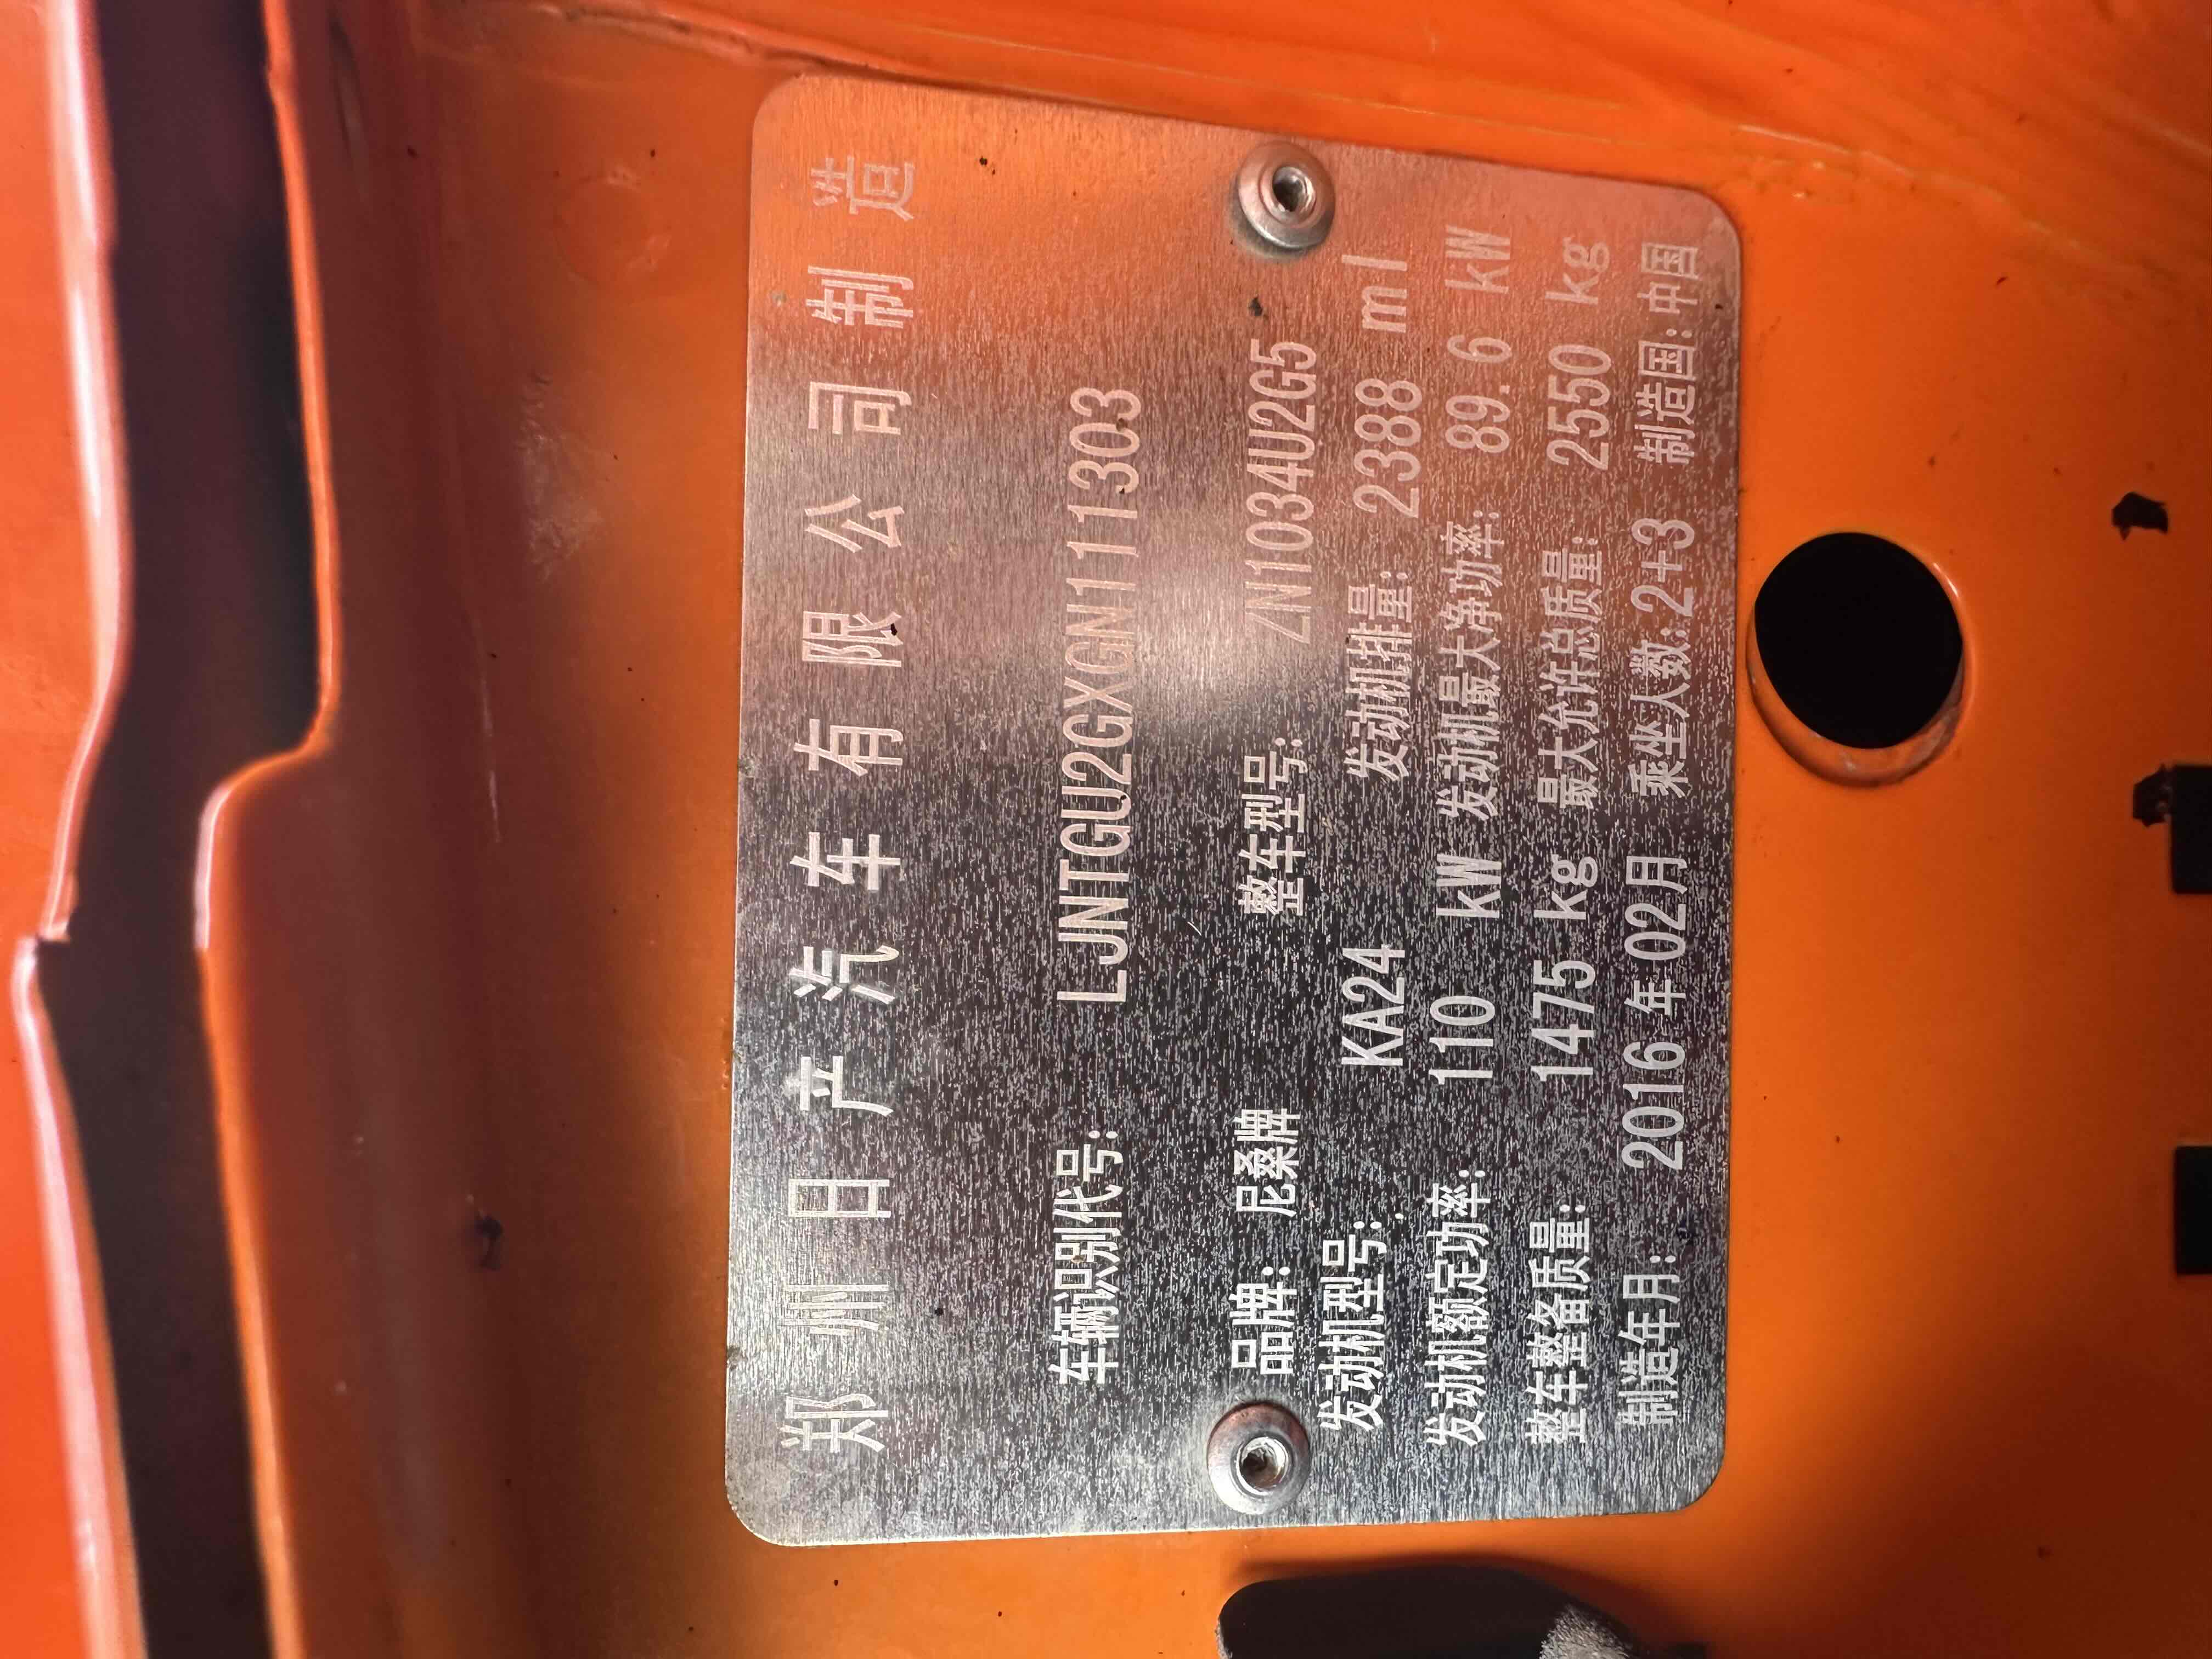 郑州日产汽车有限公司制造
车辆识别代号: LJNTGU2GXGN111303
品牌: 尼桑牌 整车型号: ZN1034U2G5
发动机型号: KA24 发动机排量: 2388 ml
发动机额定功率: 110 kW 发动机最大净功率: 89.6 kW
整车整备质量: 1475 kg 最大允许总质量: 2550 kg
制造年月: 2016 年 02月 乘坐人数: 2+3 制造国: 中国